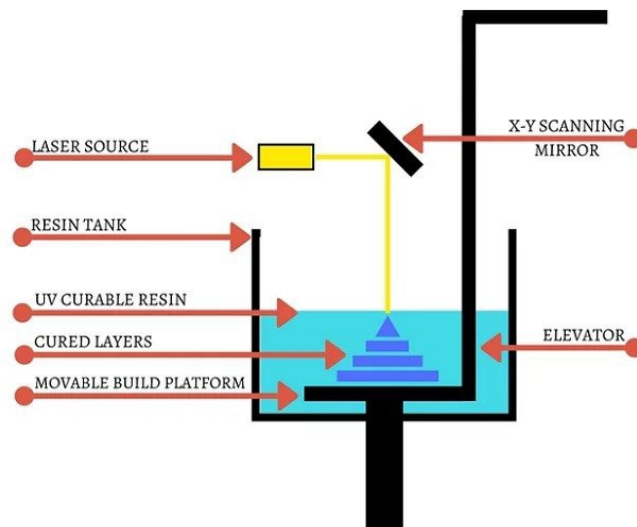 LASER SOURCE
X-Y SCANNING
MIRROR
RESIN TANK
UV CURABLE RESIN
CURED LAYERS
ELEVATOR
MOVABLE BUILD PLATFORM